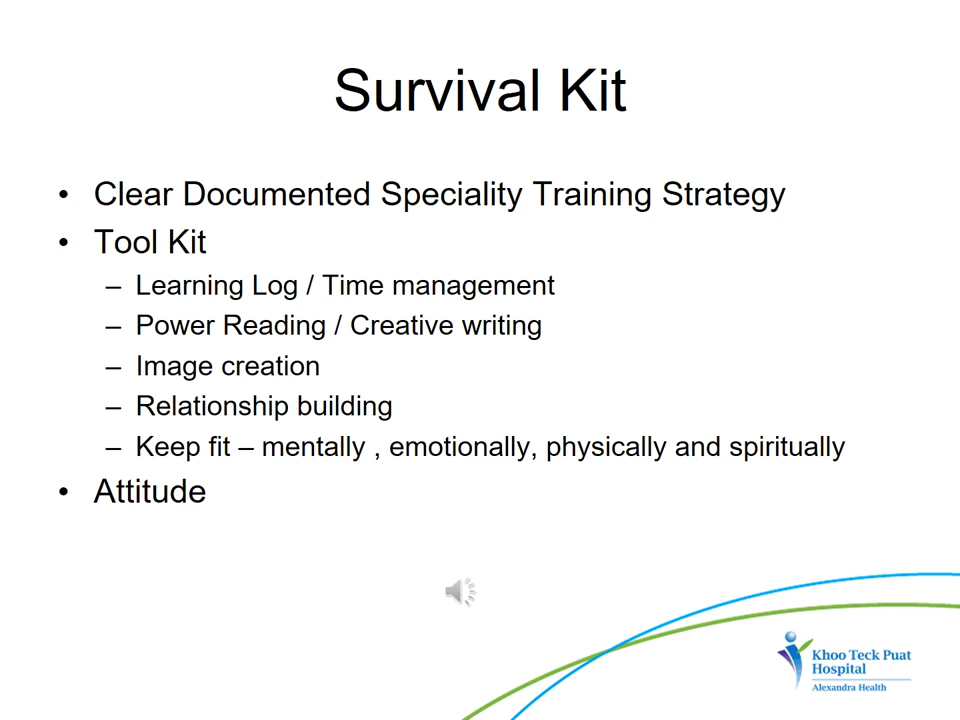 Survival Kit
• Clear Documented Speciality Training Strategy
• Tool Kit
– Learning Log / Time management
– Power Reading / Creative writing
– Image creation
– Relationship building
– Keep fit – mentally , emotionally, physically and spiritually
• Attitude
Khoo Teck Puat
Hospital
Alexandra Health